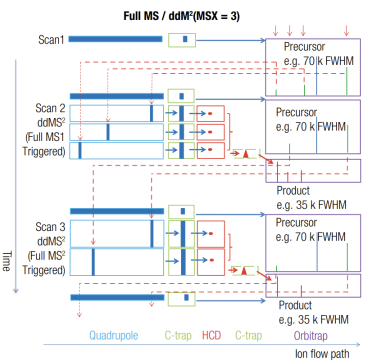 Full MS / ddM²(MSX = 3)
Scan1
Precursor
e.g. 70 k FWHM
Scan 2
ddMS²
(Full MS1
Triggered)
Precursor
e.g. 70 k FWHM
Product
e.g. 35 k FWHM
Scan 3
ddMS²
(Full MS²
Triggered)
Precursor
e.g. 70 k FWHM
Product
e.g. 35 k FWHM
Time
Quadrupole
C-trap
HCD
C-trap
Orbitrap
Ion flow path